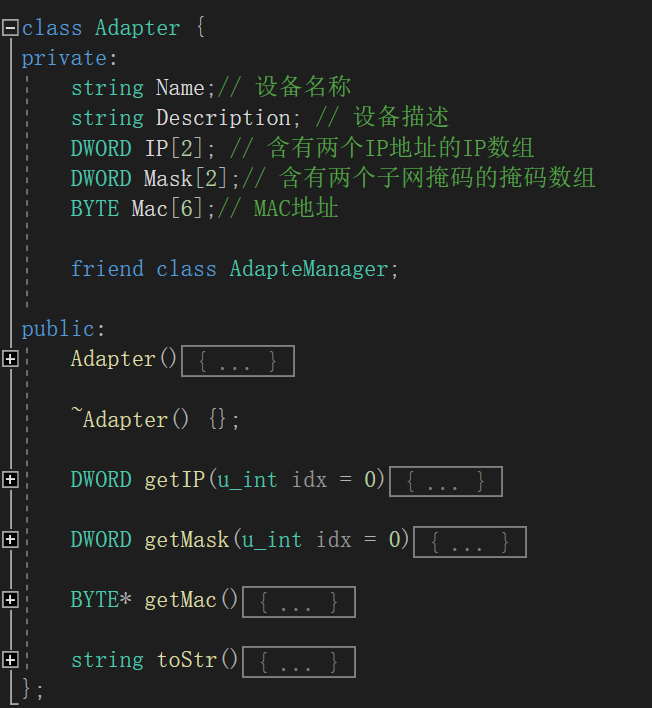 class Adapter {
private:
string Name;// 设备名称
string Description; // 设备描述
DWORD IP[2]; // 含有两个IP地址的IP数组
DWORD Mask[2];// 含有两个子网掩码的掩码数组
BYTE Mac[6];// MAC地址
friend class AdapteManager;
public:
Adapter(){ ... }
~Adapter() {};
DWORD getIP(u_int idx = 0){ ... }
DWORD getMask(u_int idx = 0){ ... }
BYTE* getMac(){ ... }
string toStr(){ ... }
};